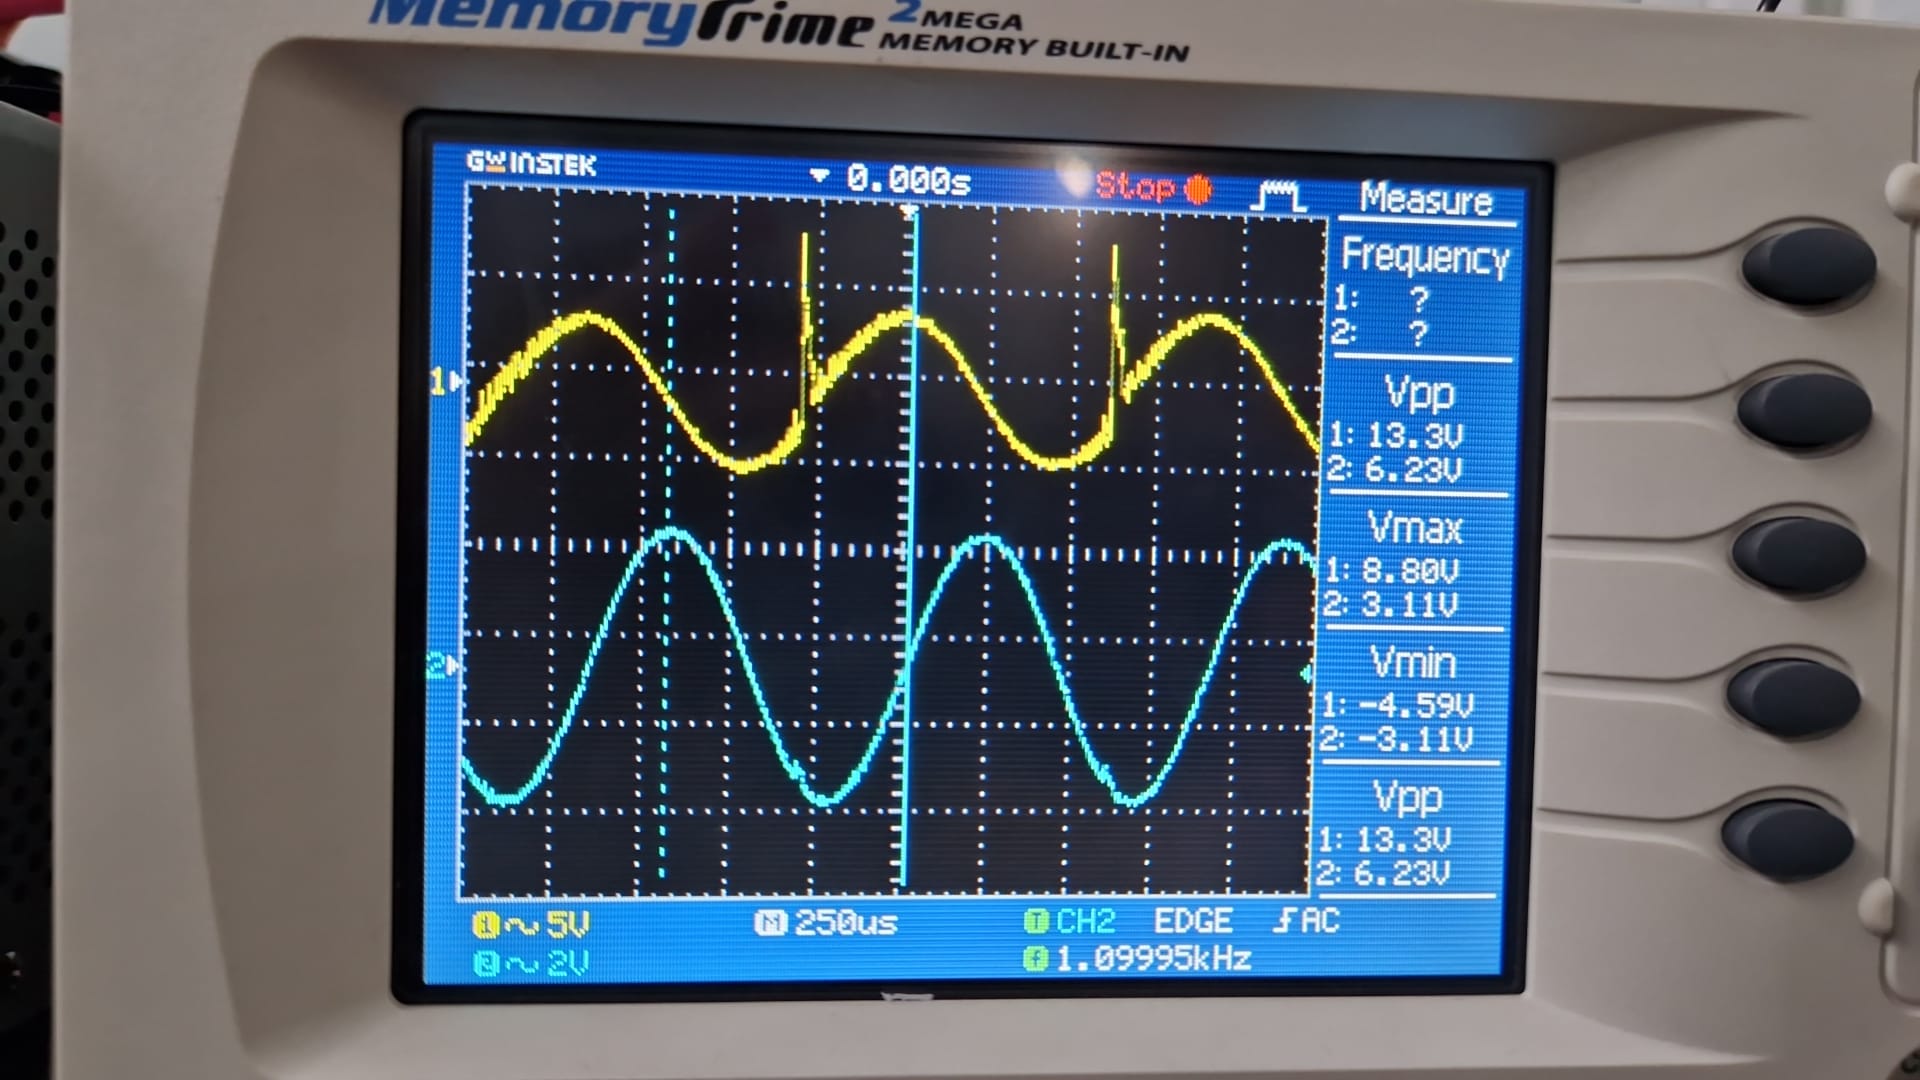 MemoryPrime 2MEGA
MEMORY BUILT-IN
GWINSTEK
0.000s
Stop
Measure
Frequency
1: ?
2: ?
Vpp
1: 13.3V
2: 6.23V
Vmax
1: 8.80V
2: 3.11V
Vmin
1: -4.59V
2: -3.11V
Vpp
1: 13.3V
2: 6.23V
1
2
1 ~ 5V
M 250us
T CH2 EDGE AC
2 ~ 2V
f 1.09995kHz